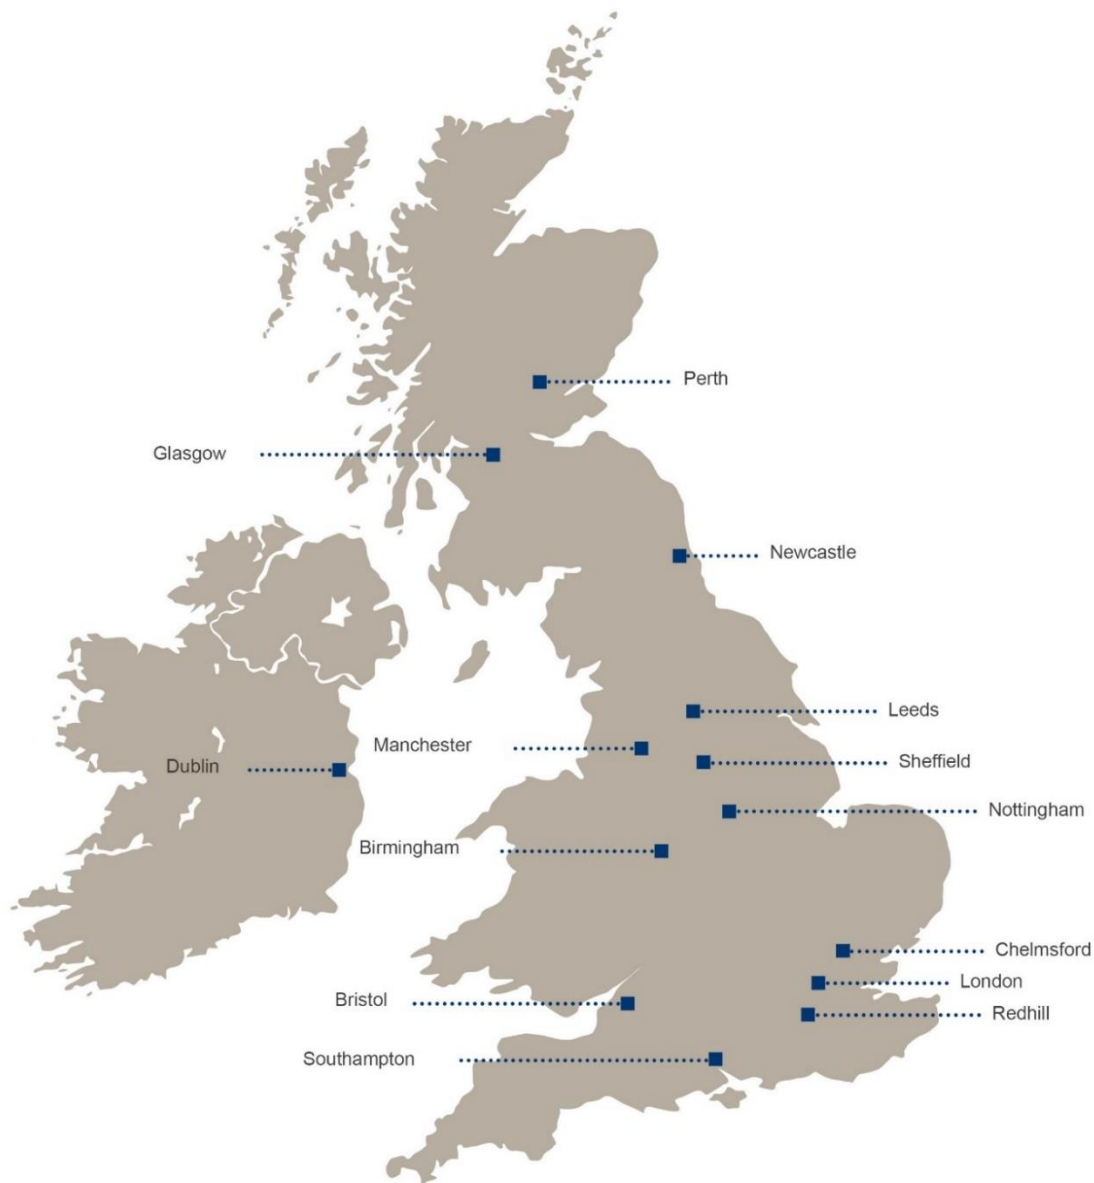 Perth
Glasgow
Newcastle
Leeds
Manchester
Sheffield
Dublin
Nottingham
Birmingham
Chelmsford
London
Bristol
Redhill
Southampton